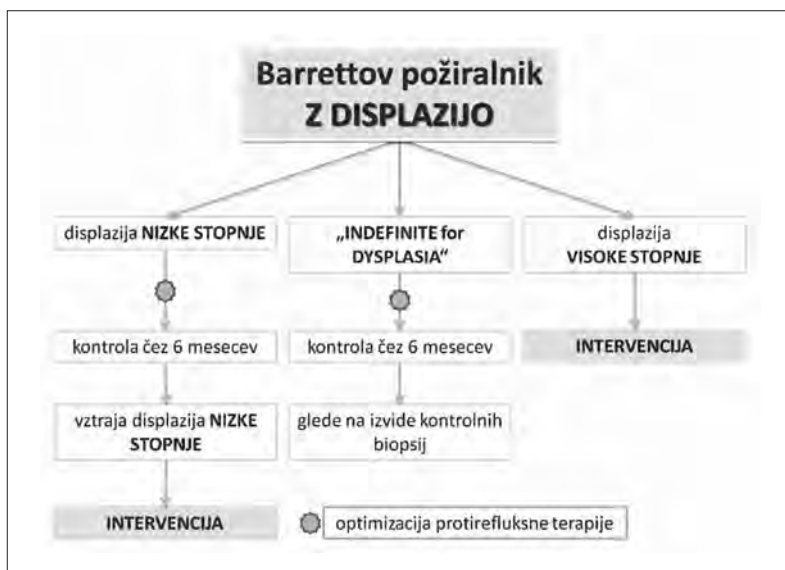 Barrettov požiralnik
Z DISPLAZIJO
displazija NIZKE STOPNJE
„INDEFINITE for
DYSPLASIA“
displazija
VISOKE STOPNJE
kontrola čez 6 mesecev
kontrola čez 6 mesecev
INTERVENCIJA
vztraja displazija NIZKE
STOPNJE
glede na izvide kontrolnih
biopsij
INTERVENCIJA
optimizacija protirefluksne terapije